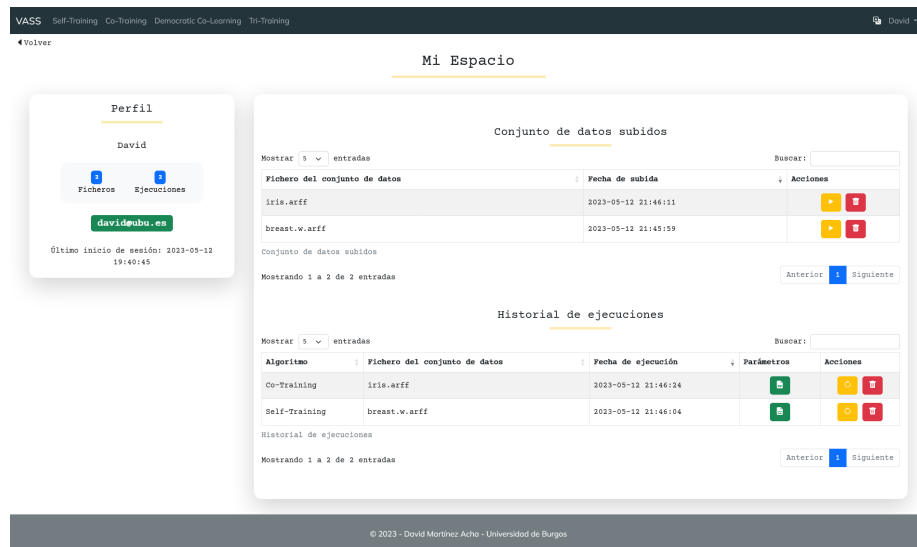 VASS Self-Training Co-Training Democratic Co-Learning Tri-Training David
Volver
Mi Espacio
Perfil
David
2 2
Ficheros Ejecuciones
david@ubu.es
Último inicio de sesión: 2023-05-12
19:40:45
Conjunto de datos subidos
Mostrar 5 entradas Buscar:
Fichero del conjunto de datos Fecha de subida Acciones
iris.arff 2023-05-12 21:46:11
breast.w.arff 2023-05-12 21:45:59
Conjunto de datos subidos
Mostrando 1 a 2 de 2 entradas Anterior 1 Siguiente
Historial de ejecuciones
Mostrar 5 entradas Buscar:
Algoritmo Fichero del conjunto de datos Fecha de ejecución Parámetros Acciones
Co-Training iris.arff 2023-05-12 21:46:24
Self-Training breast.w.arff 2023-05-12 21:46:04
Historial de ejecuciones
Mostrando 1 a 2 de 2 entradas Anterior 1 Siguiente
© 2023 - David Martínez Acha - Universidad de Burgos